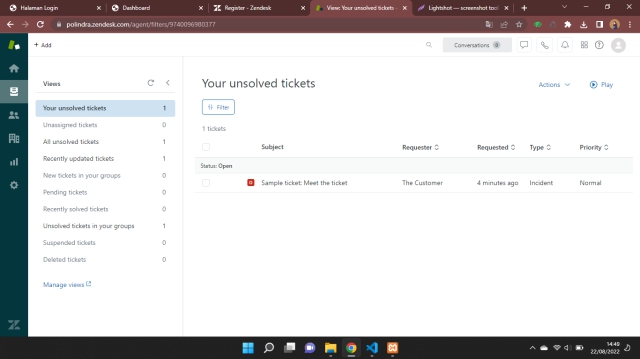 Halaman Login
Dashboard
Register - Zendesk
View: Your unsolved tickets -
Lightshot — screenshot tool
polindra.zendesk.com/agent/filters/9740096980377
+ Add
Conversations 0
Views
Your unsolved tickets 1
Unassigned tickets 0
All unsolved tickets 1
Recently updated tickets 1
New tickets in your groups 0
Pending tickets 0
Recently solved tickets 0
Unsolved tickets in your groups 1
Suspended tickets 0
Deleted tickets 0
Manage views
Your unsolved tickets
Actions
Play
Filter
1 tickets
Subject Requester Requested Type Priority
Status: Open
O Sample ticket: Meet the ticket The Customer 4 minutes ago Incident Normal
14:49
22/08/2022